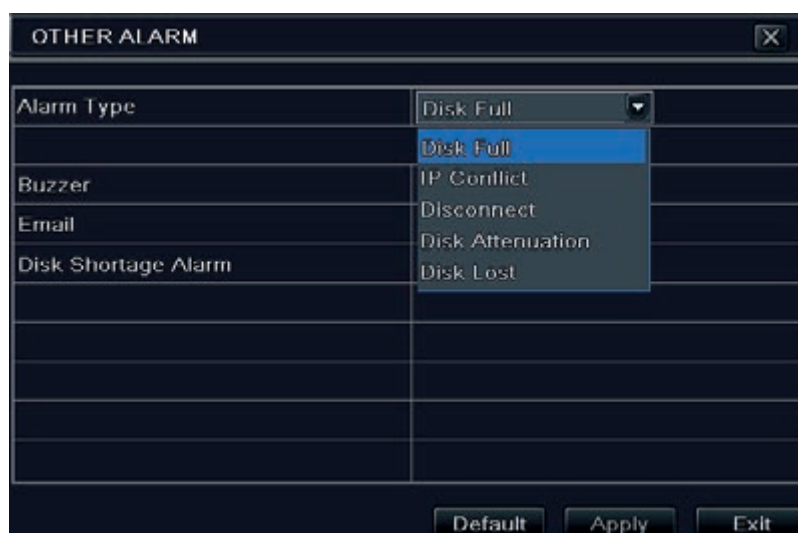 OTHER ALARM
Alarm Type
Disk Full
Disk Full
IP Conflict
Buzzer
Disconnect
Email
Disk Attenuation
Disk Shortage Alarm
Disk Lost
Default Apply Exit